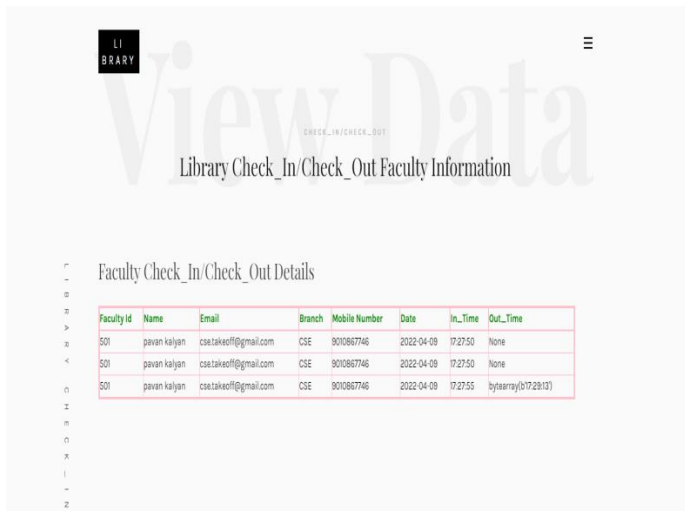 LI
BRARY
View Data
CHECK_IN/CHECK_OUT
Library Check_In/Check_Out Faculty Information
LIBRARY CHECK_IN
Faculty Check_In/Check_Out Details
Faculty Id Name Email Branch Mobile Number Date In_Time Out_Time
501 pavan kalyan cse.takeoff@gmail.com CSE 9010867746 2022-04-09 17:27:50 None
501 pavan kalyan cse.takeoff@gmail.com CSE 9010867746 2022-04-09 17:27:50 None
501 pavan kalyan cse.takeoff@gmail.com CSE 9010867746 2022-04-09 17:27:55 bytearray(b'17:29:13')